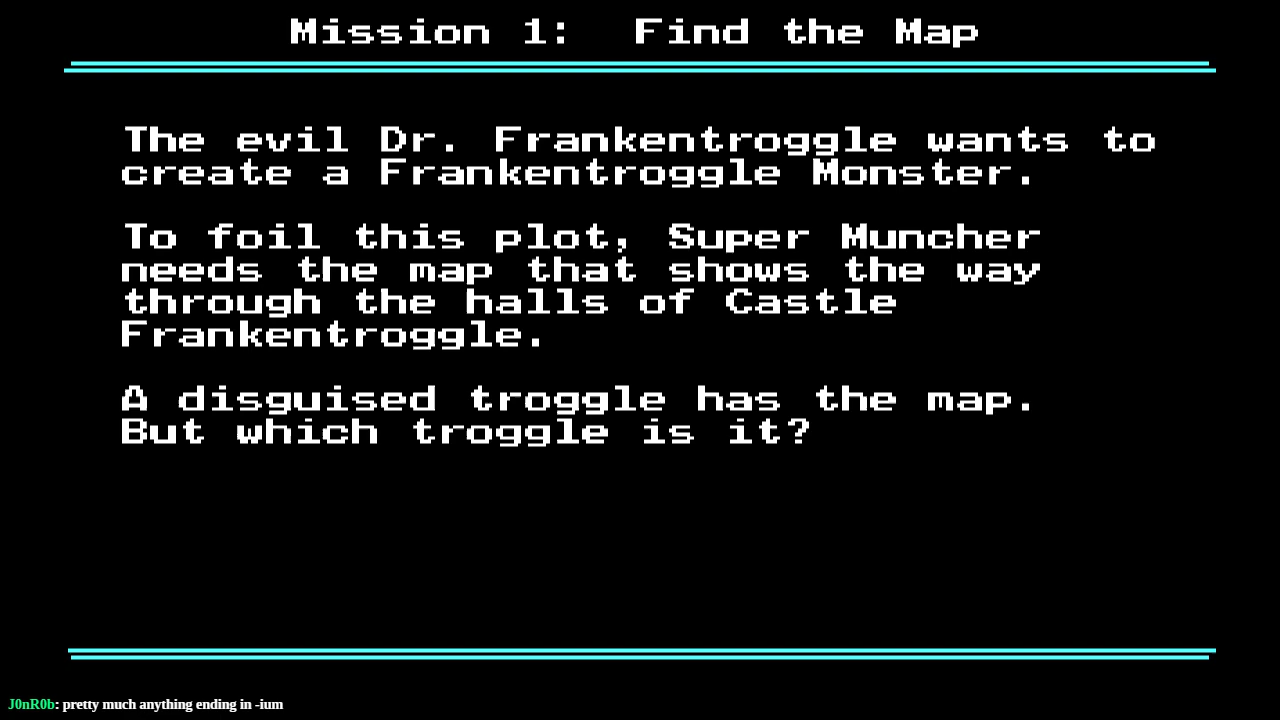 Mission 1:  Find the Map
The evil Dr. Frankentroggle wants to
create a Frankentroggle Monster.
To foil this plot, Super Muncher
needs the map that shows the way
through the halls of Castle
Frankentroggle.
A disguised troggle has the map.
But which troggle is it?
J0nR0b: pretty much anything ending in -ium